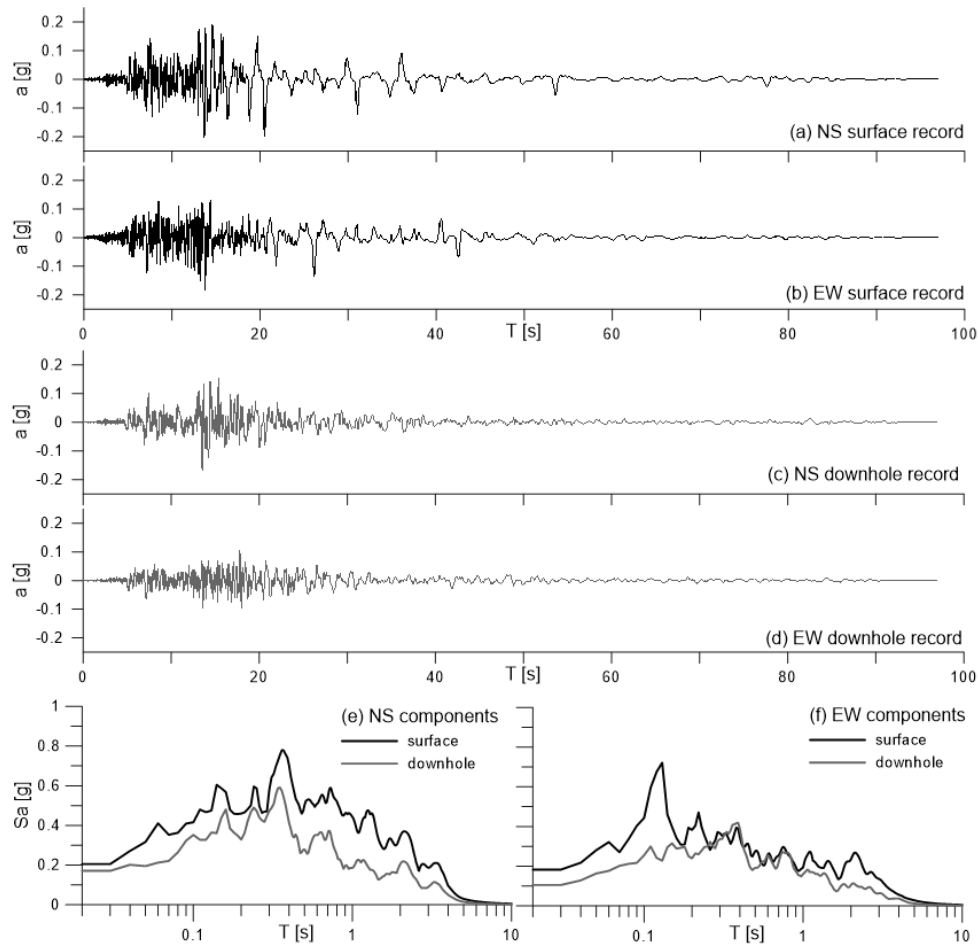 0.2
0.1
a [g]
0
-0.1
-0.2
(a) NS surface record
0.2
0.1
a [g]
0
-0.1
-0.2
(b) EW surface record
0 20 40 T [s] 60 80 100
0.2
0.1
a [g]
0
-0.1
-0.2
(c) NS downhole record
0.2
0.1
a [g]
0
-0.1
-0.2
(d) EW downhole record
0 20 40 T [s] 60 80 100
1
0.8
0.6
Sa [g]
0.4
0.2
0
(e) NS components
surface
downhole
0.1 T [s] 1 10
(f) EW components
surface
downhole
0.1 T [s] 1 10